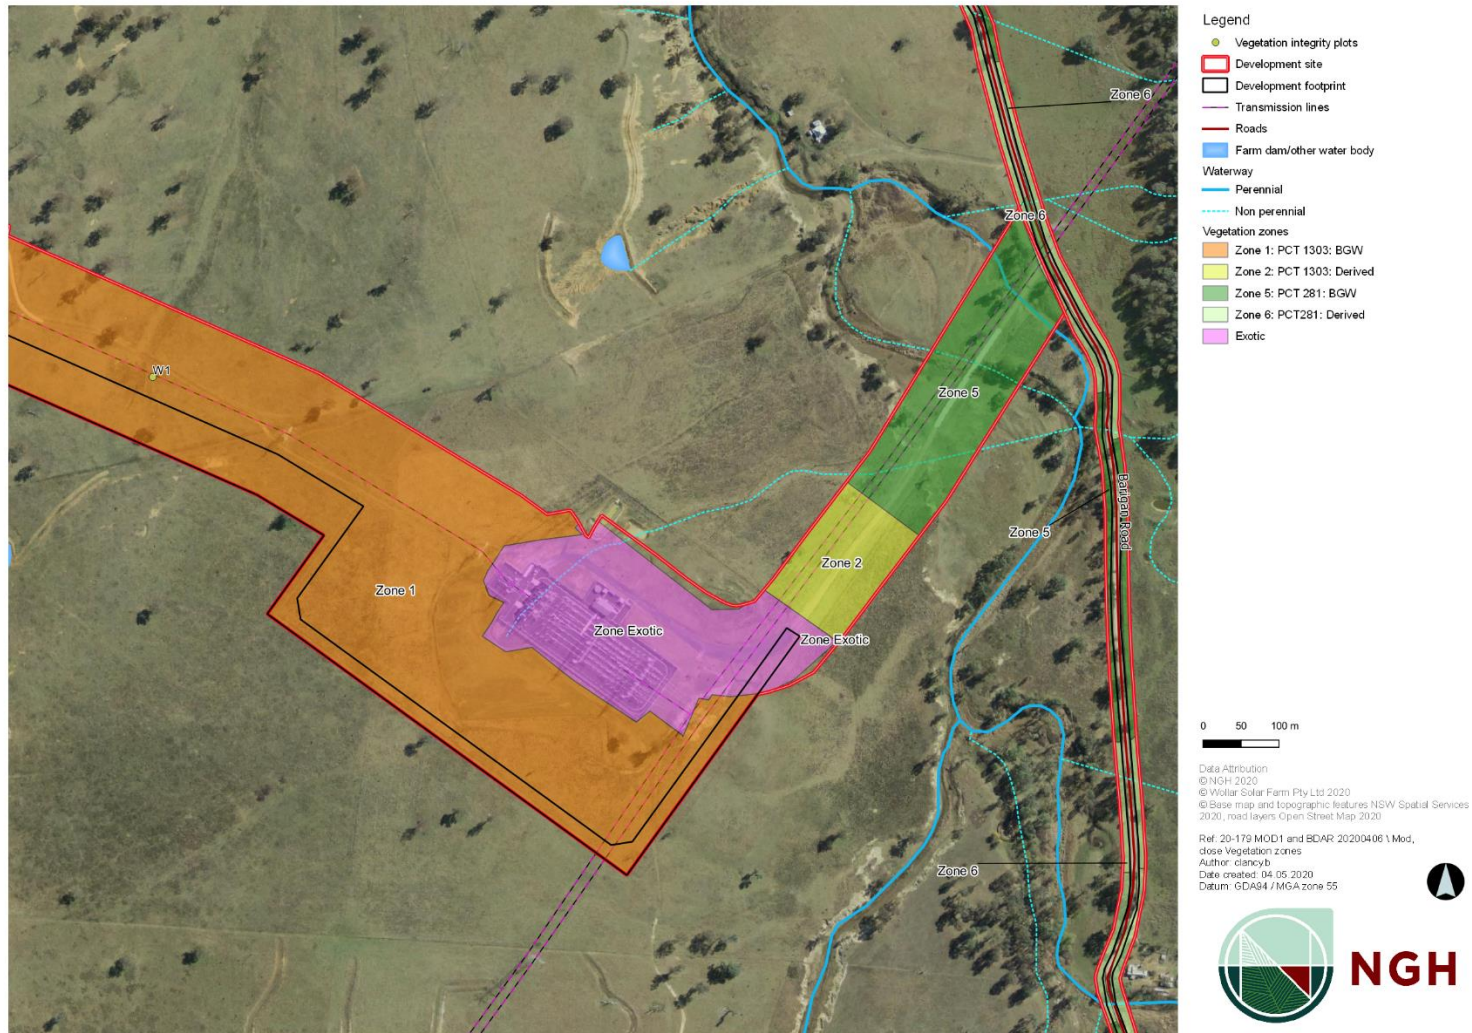 Legend
Vegetation integrity plots
Development site
Development footprint
Transmission lines
Roads
Farm dam/other water body
Waterway
Perennial
Non perennial
Vegetation zones
Zone 1: PCT 1303: BGW
Zone 2: PCT 1303: Derived
Zone 5: PCT 281: BGW
Zone 6: PCT281: Derived
Exotic
Zone 6
Zone 6
W1
Zone 5
Barigan Road
Zone 5
Zone 2
Zone 1
Zone Exotic
Zone Exotic
Zone 6
0 50 100 m
Data Attribution
© NGH 2020
© Wollar Solar Farm Pty Ltd 2020
© Base map and topographic features NSW Spatial Services
2020, road layers Open Street Map 2020
Ref: 20-179 MOD1 and BDAR 20200406 \ Mod,
close Vegetation zones
Author: clancy.b
Date created: 04.05.2020
Datum: GDA94 / MGA zone 55
NGH